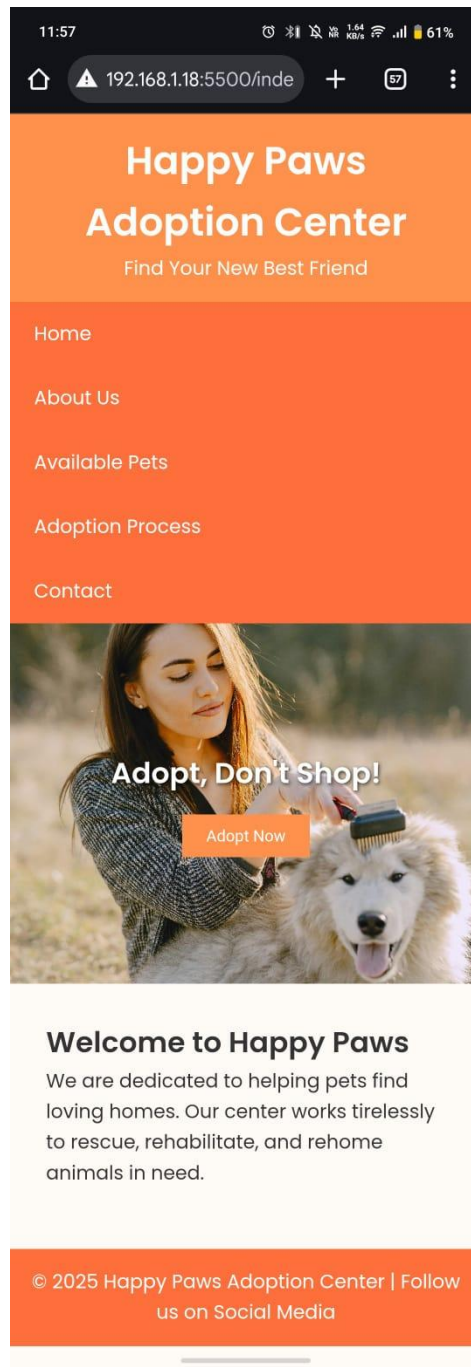 11:57
VoNR 1.64 KB/s 61%
192.168.1.18:5500/inde
57
Happy Paws
Adoption Center
Find Your New Best Friend
Home
About Us
Available Pets
Adoption Process
Contact
Adopt, Don't Shop!
Adopt Now
Welcome to Happy Paws
We are dedicated to helping pets find
loving homes. Our center works tirelessly
to rescue, rehabilitate, and rehome
animals in need.
© 2025 Happy Paws Adoption Center | Follow
us on Social Media